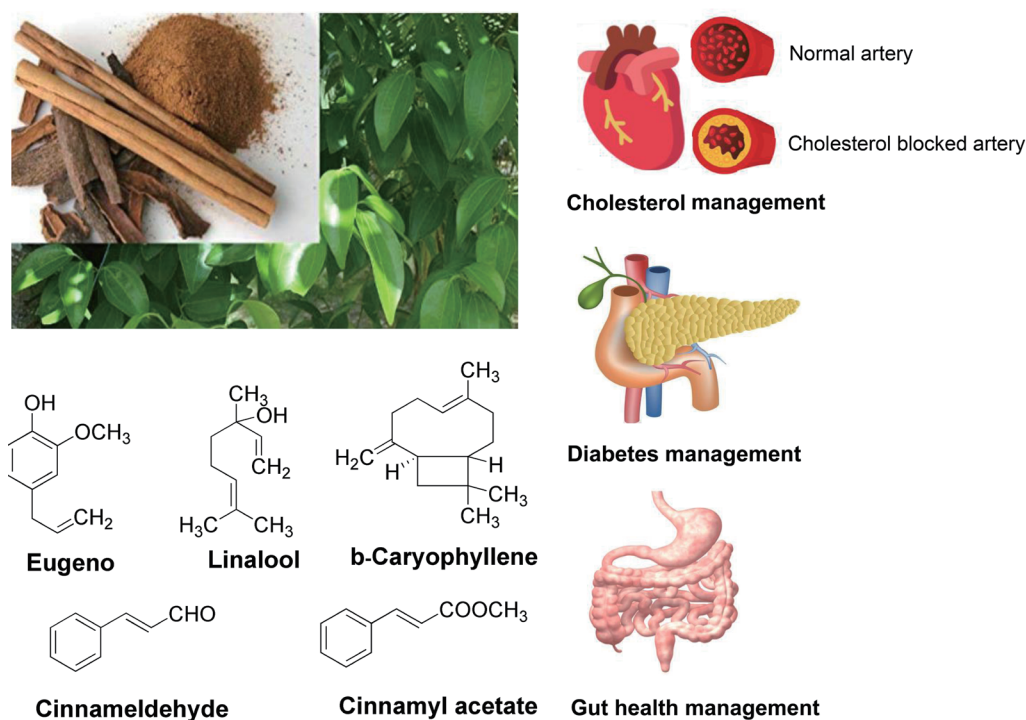 Normal artery
Cholesterol blocked artery
Cholesterol management
Diabetes management
Gut health management
OH
OCH3
CH2
Eugeno
CH3
OH
CH2
H3C
CH3
Linalool
CH3
H2C
H
H
CH3
CH3
b-Caryophyllene
CHO
Cinnameldehyde
COOCH3
Cinnamyl acetate